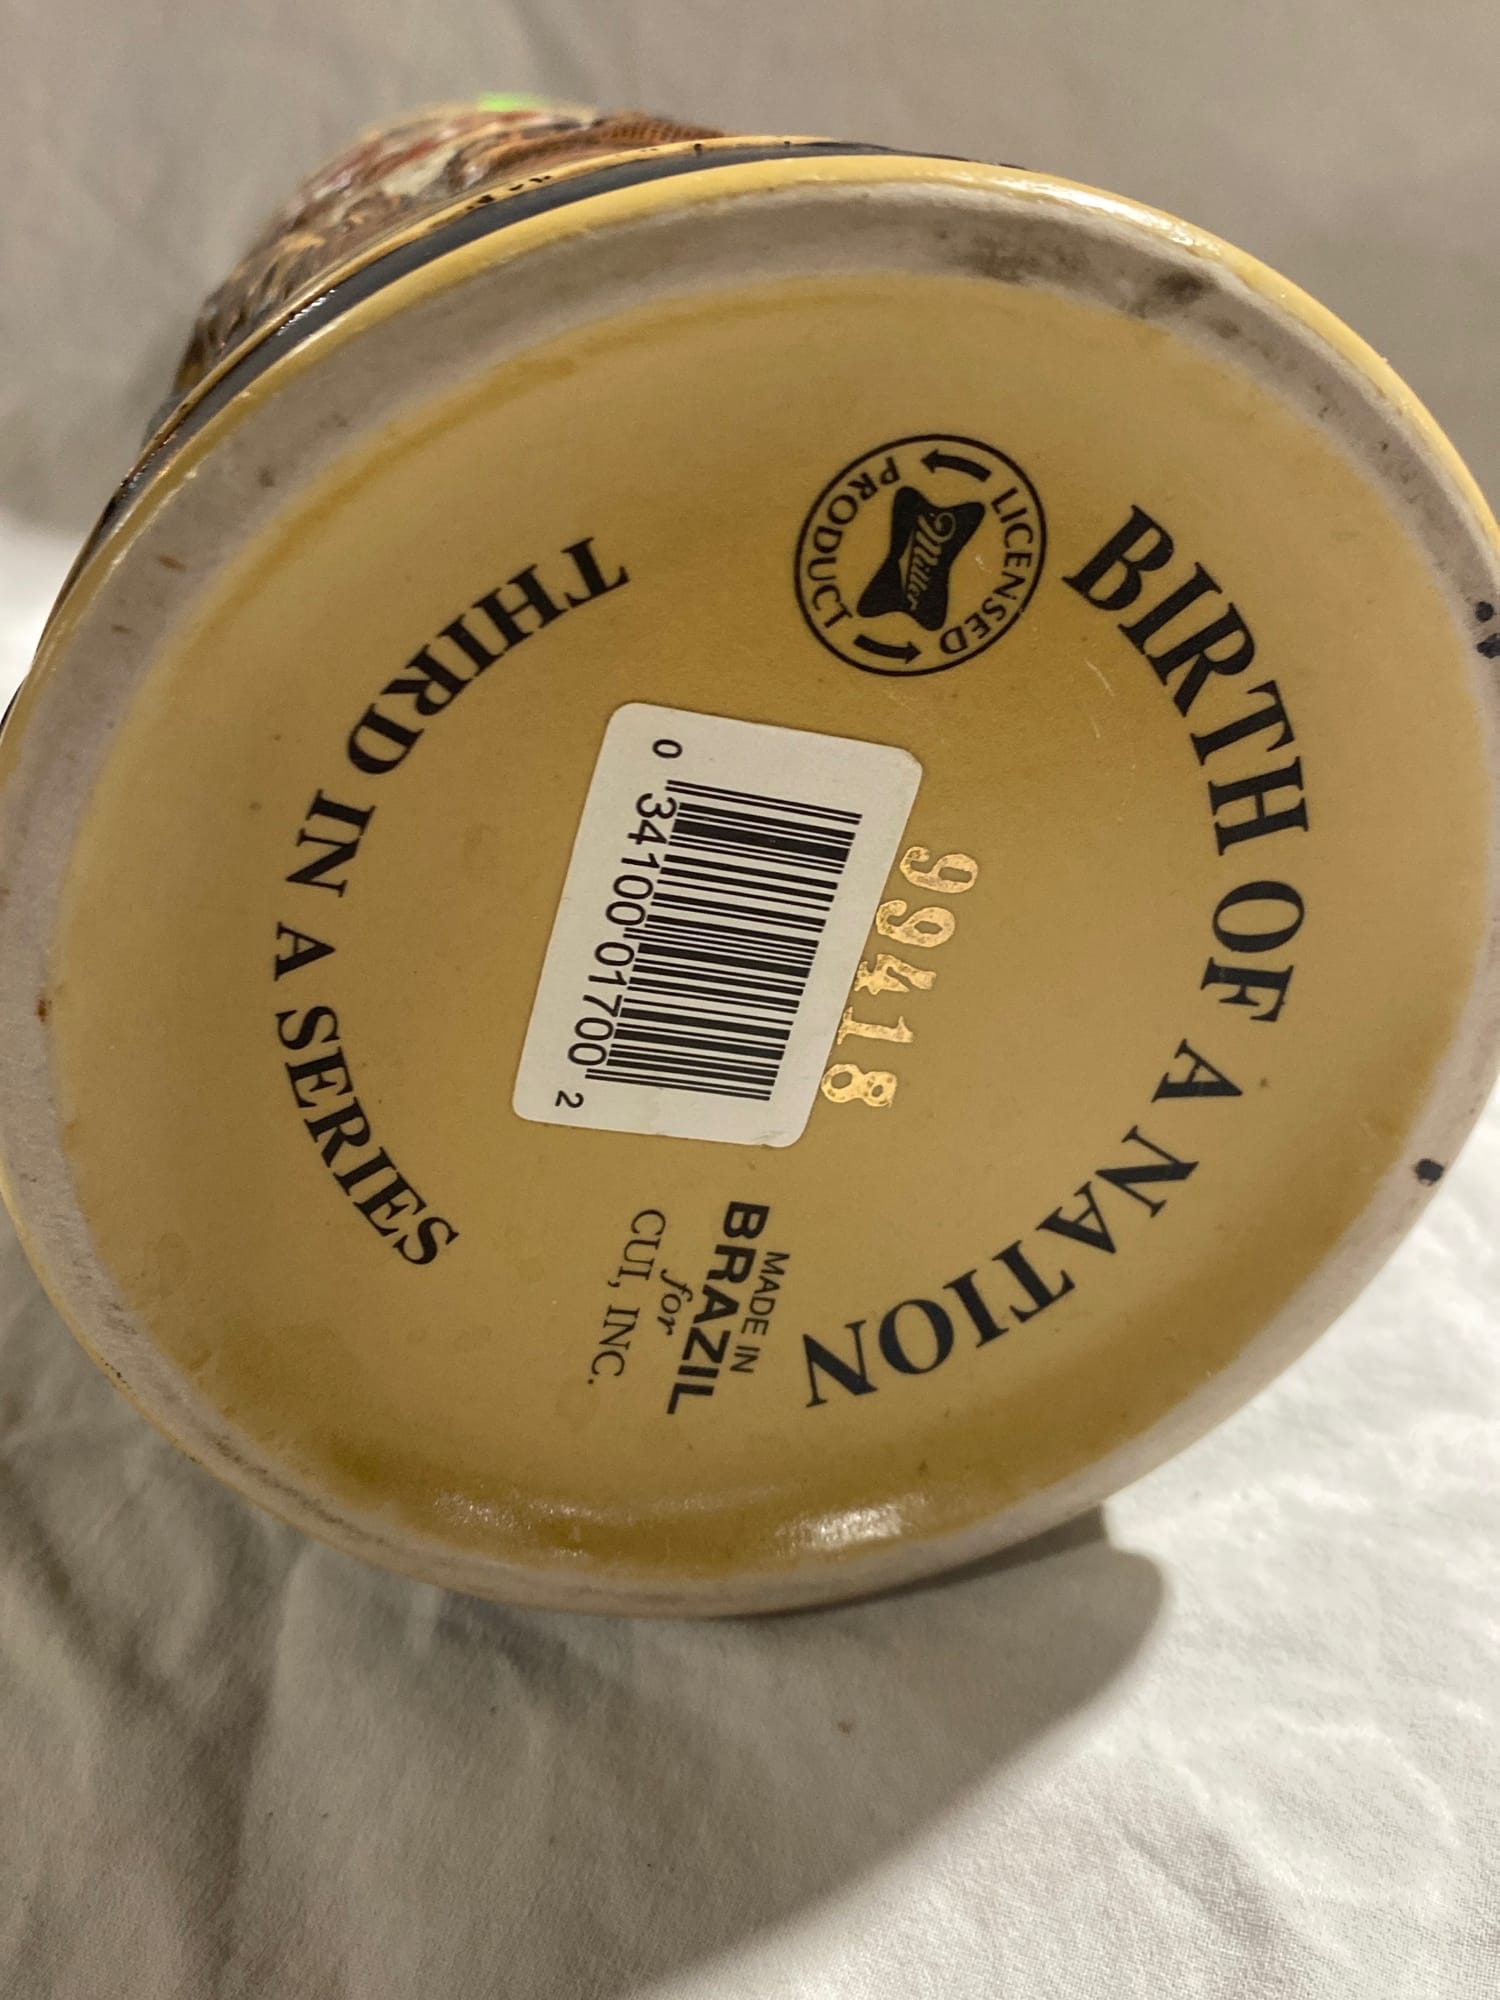 BIRTH OF A NATION
LICENSED
PRODUCT
Miller
99418
0 34100 01700 2
MADE IN
BRAZIL
for
CUI, INC.
THIRD IN A SERIES